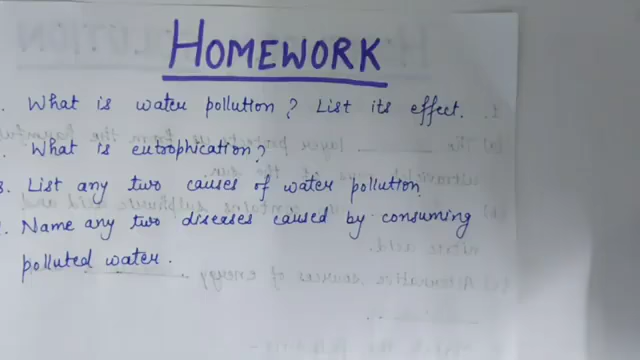 HOMEWORK
. What is water pollution? List its effect.
. What is eutrophication?
3. List any two causes of water pollution
. Name any two diseases caused by consuming
polluted water.